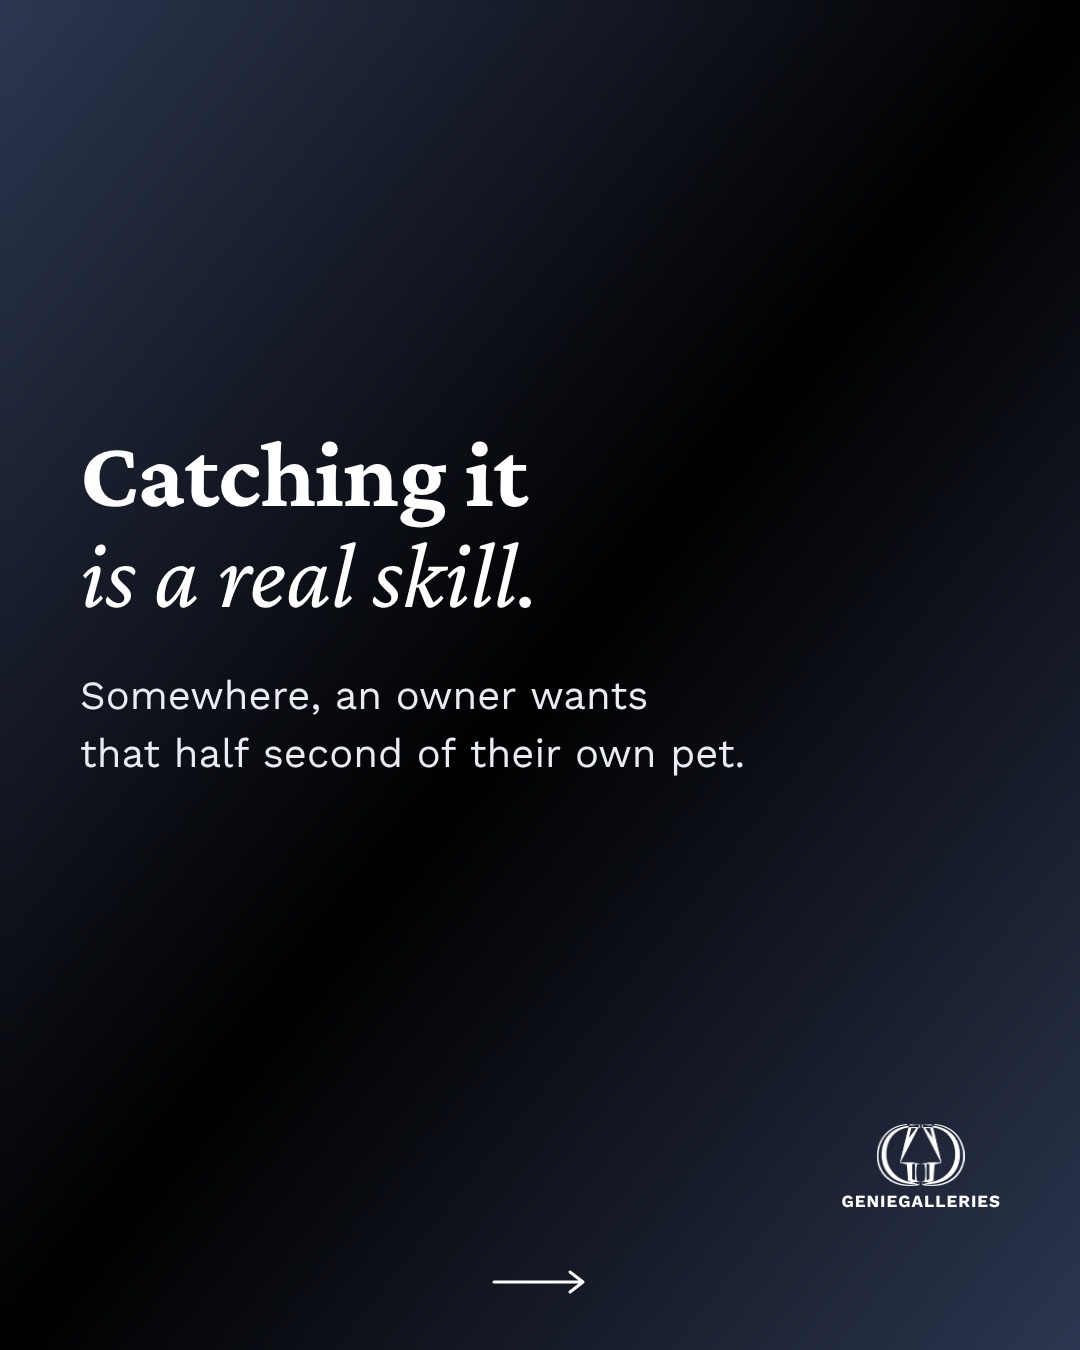 Catching it
is a real skill.
Somewhere, an owner wants
that half second of their own pet.
GENIEGALLERIES